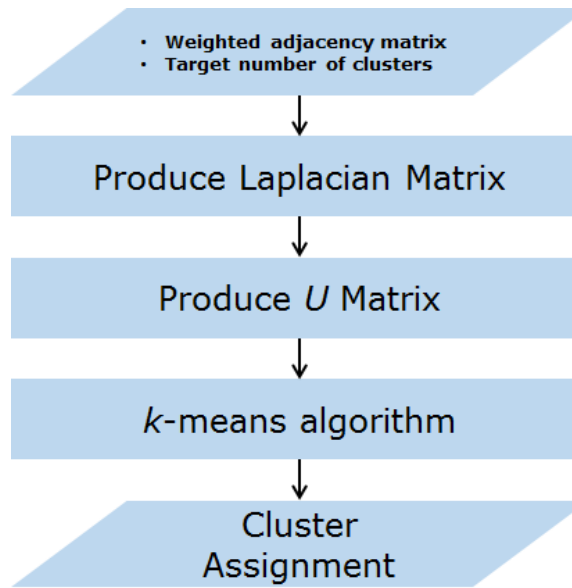 • Weighted adjacency matrix
• Target number of clusters
Produce Laplacian Matrix
Produce U Matrix
k-means algorithm
Cluster
Assignment